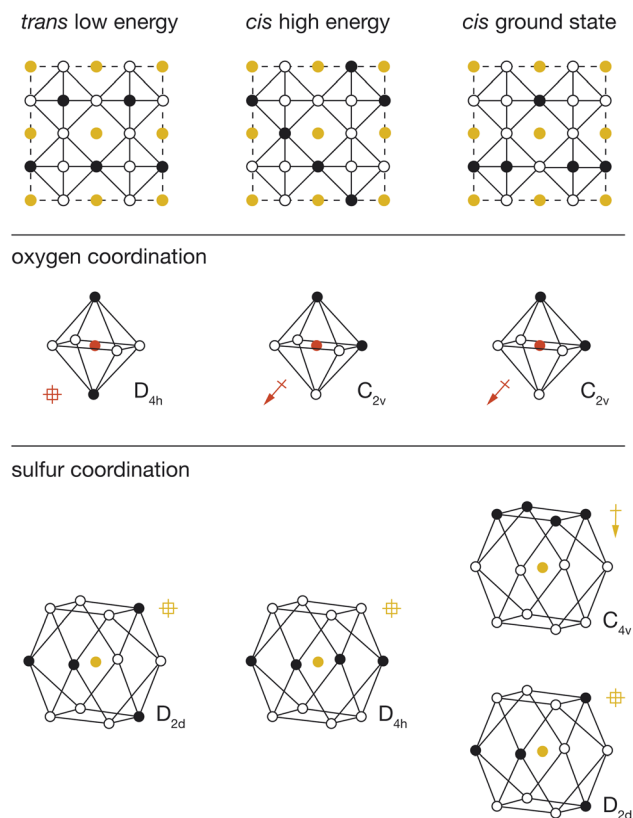 trans low energy
cis high energy
cis ground state
oxygen coordination
D4h
C2v
C2v
sulfur coordination
C4v
D2d
D4h
D2d